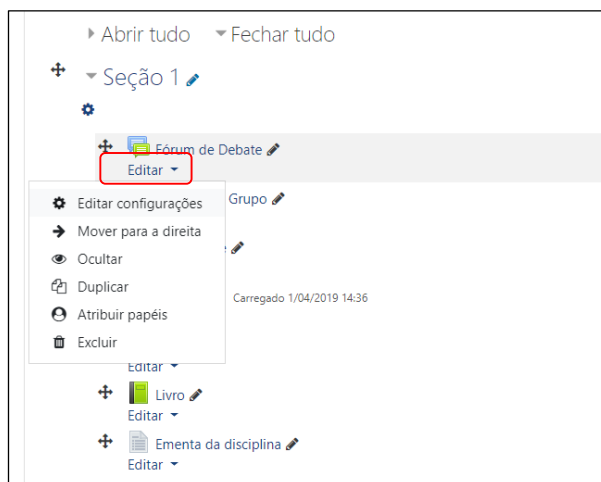 Abrir tudo Fechar tudo
Seção 1
Fórum de Debate
Editar
Editar configurações
Grupo
Mover para a direita
Ocultar
Duplicar
Carregado 1/04/2019 14:36
Atribuir papéis
Excluir
Editar
Livro
Editar
Ementa da disciplina
Editar